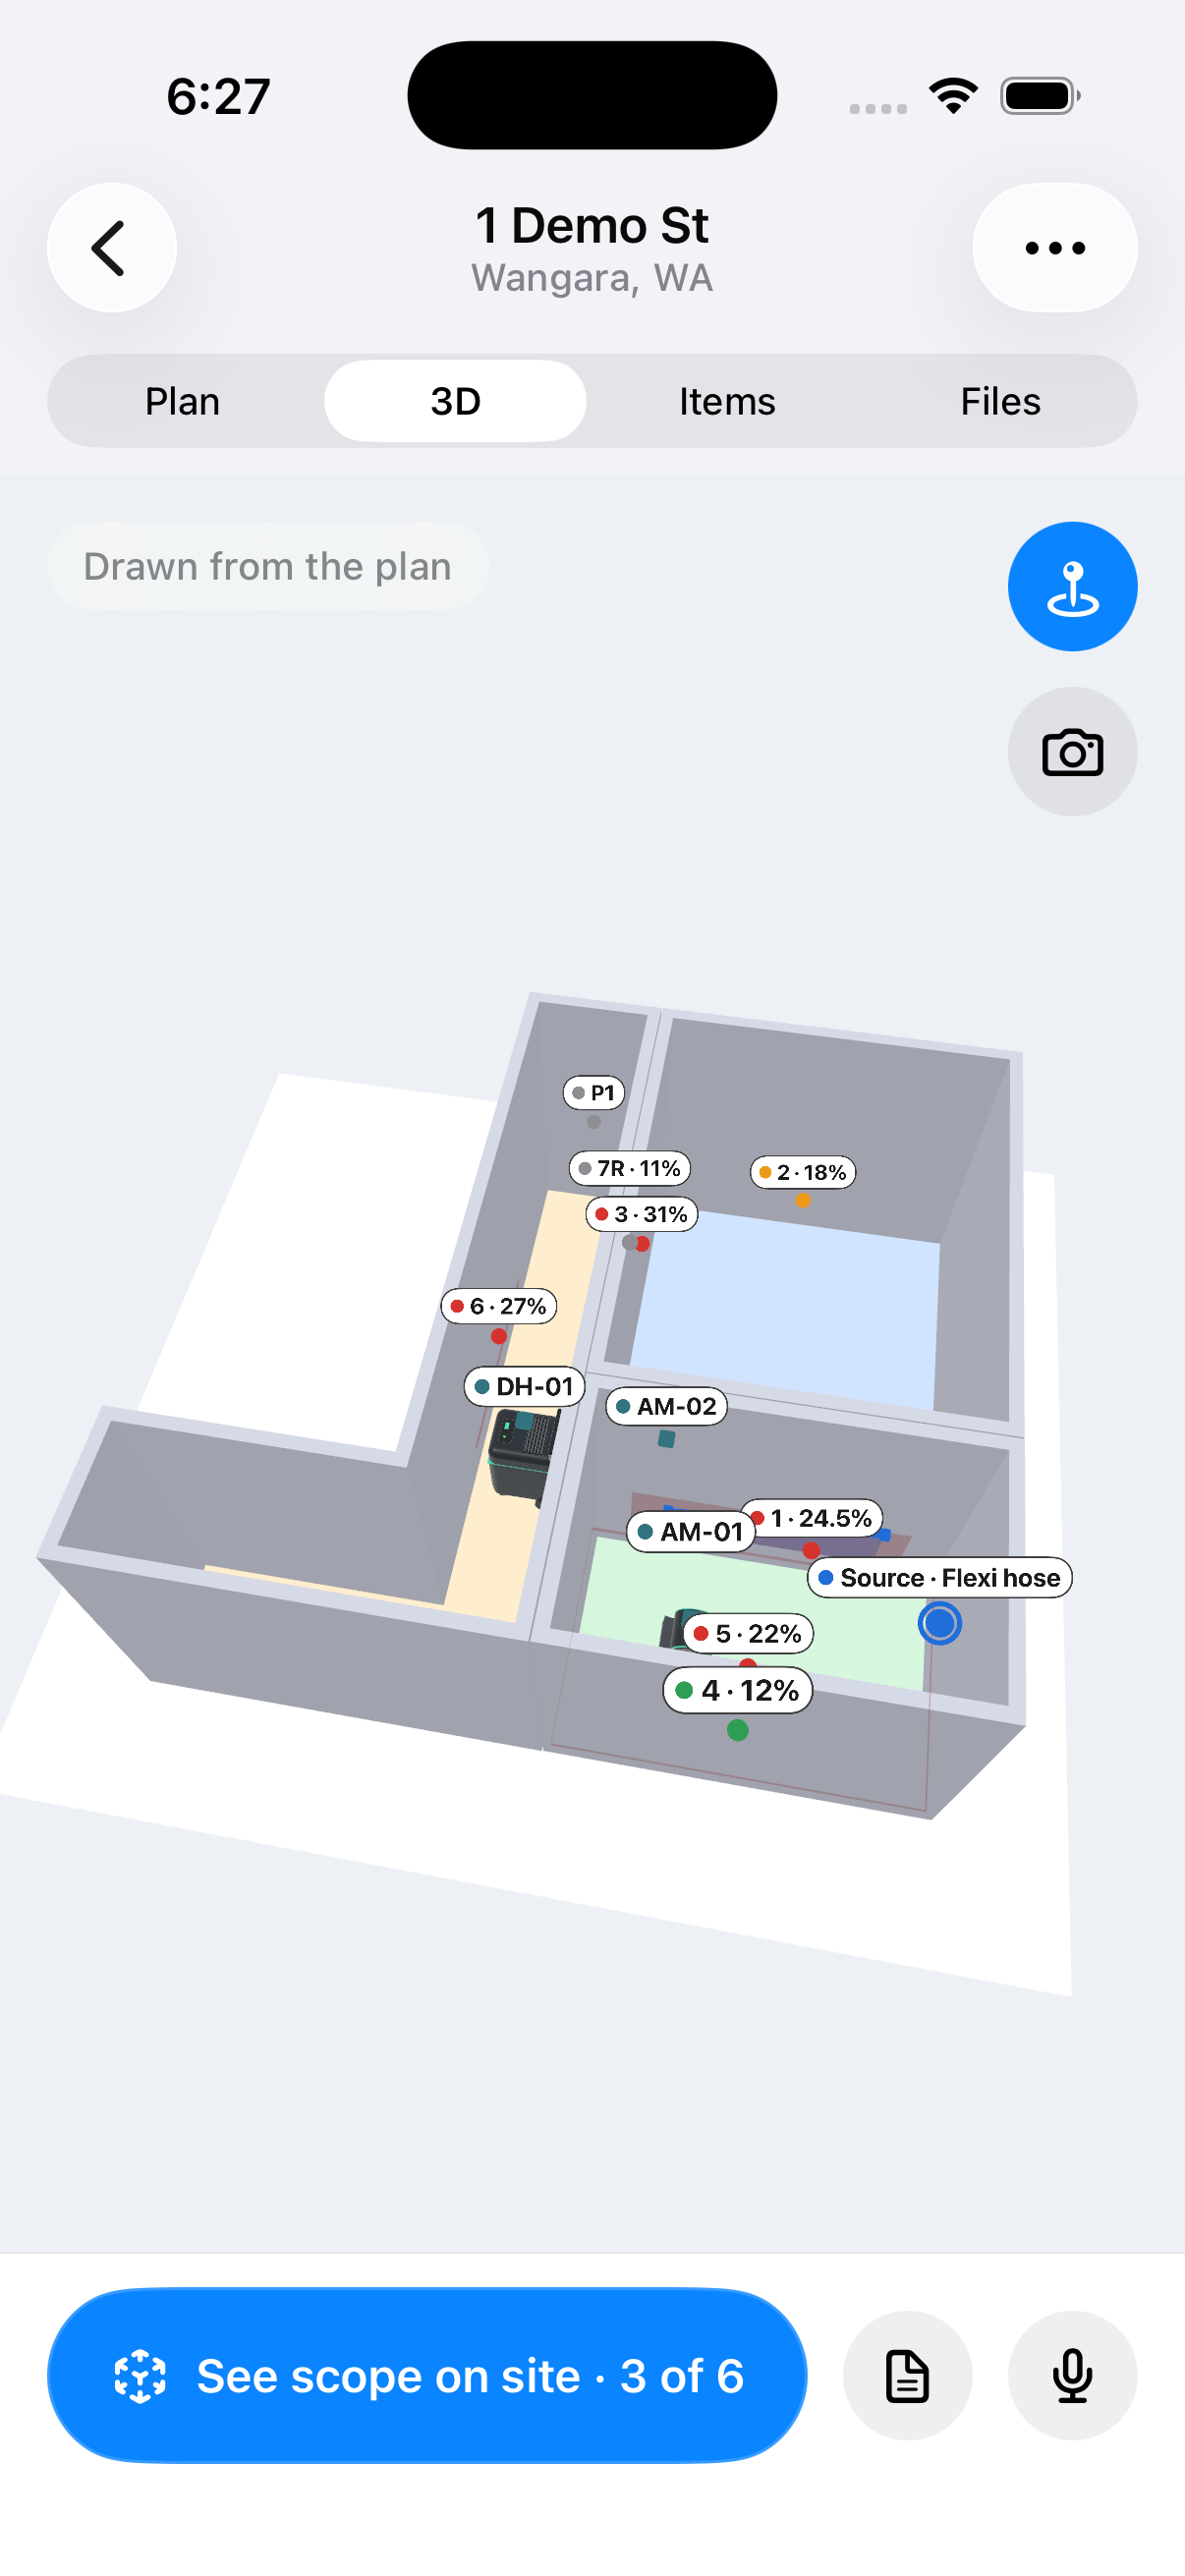 6:27
1 Demo St
Wangara, WA
Plan
3D
Items
Files
Drawn from the plan
P1
7R · 11%
2 · 18%
3 · 31%
6 · 27%
DH-01
AM-02
1 · 24.5%
AM-01
Source · Flexi hose
5 · 22%
4 · 12%
See scope on site · 3 of 6